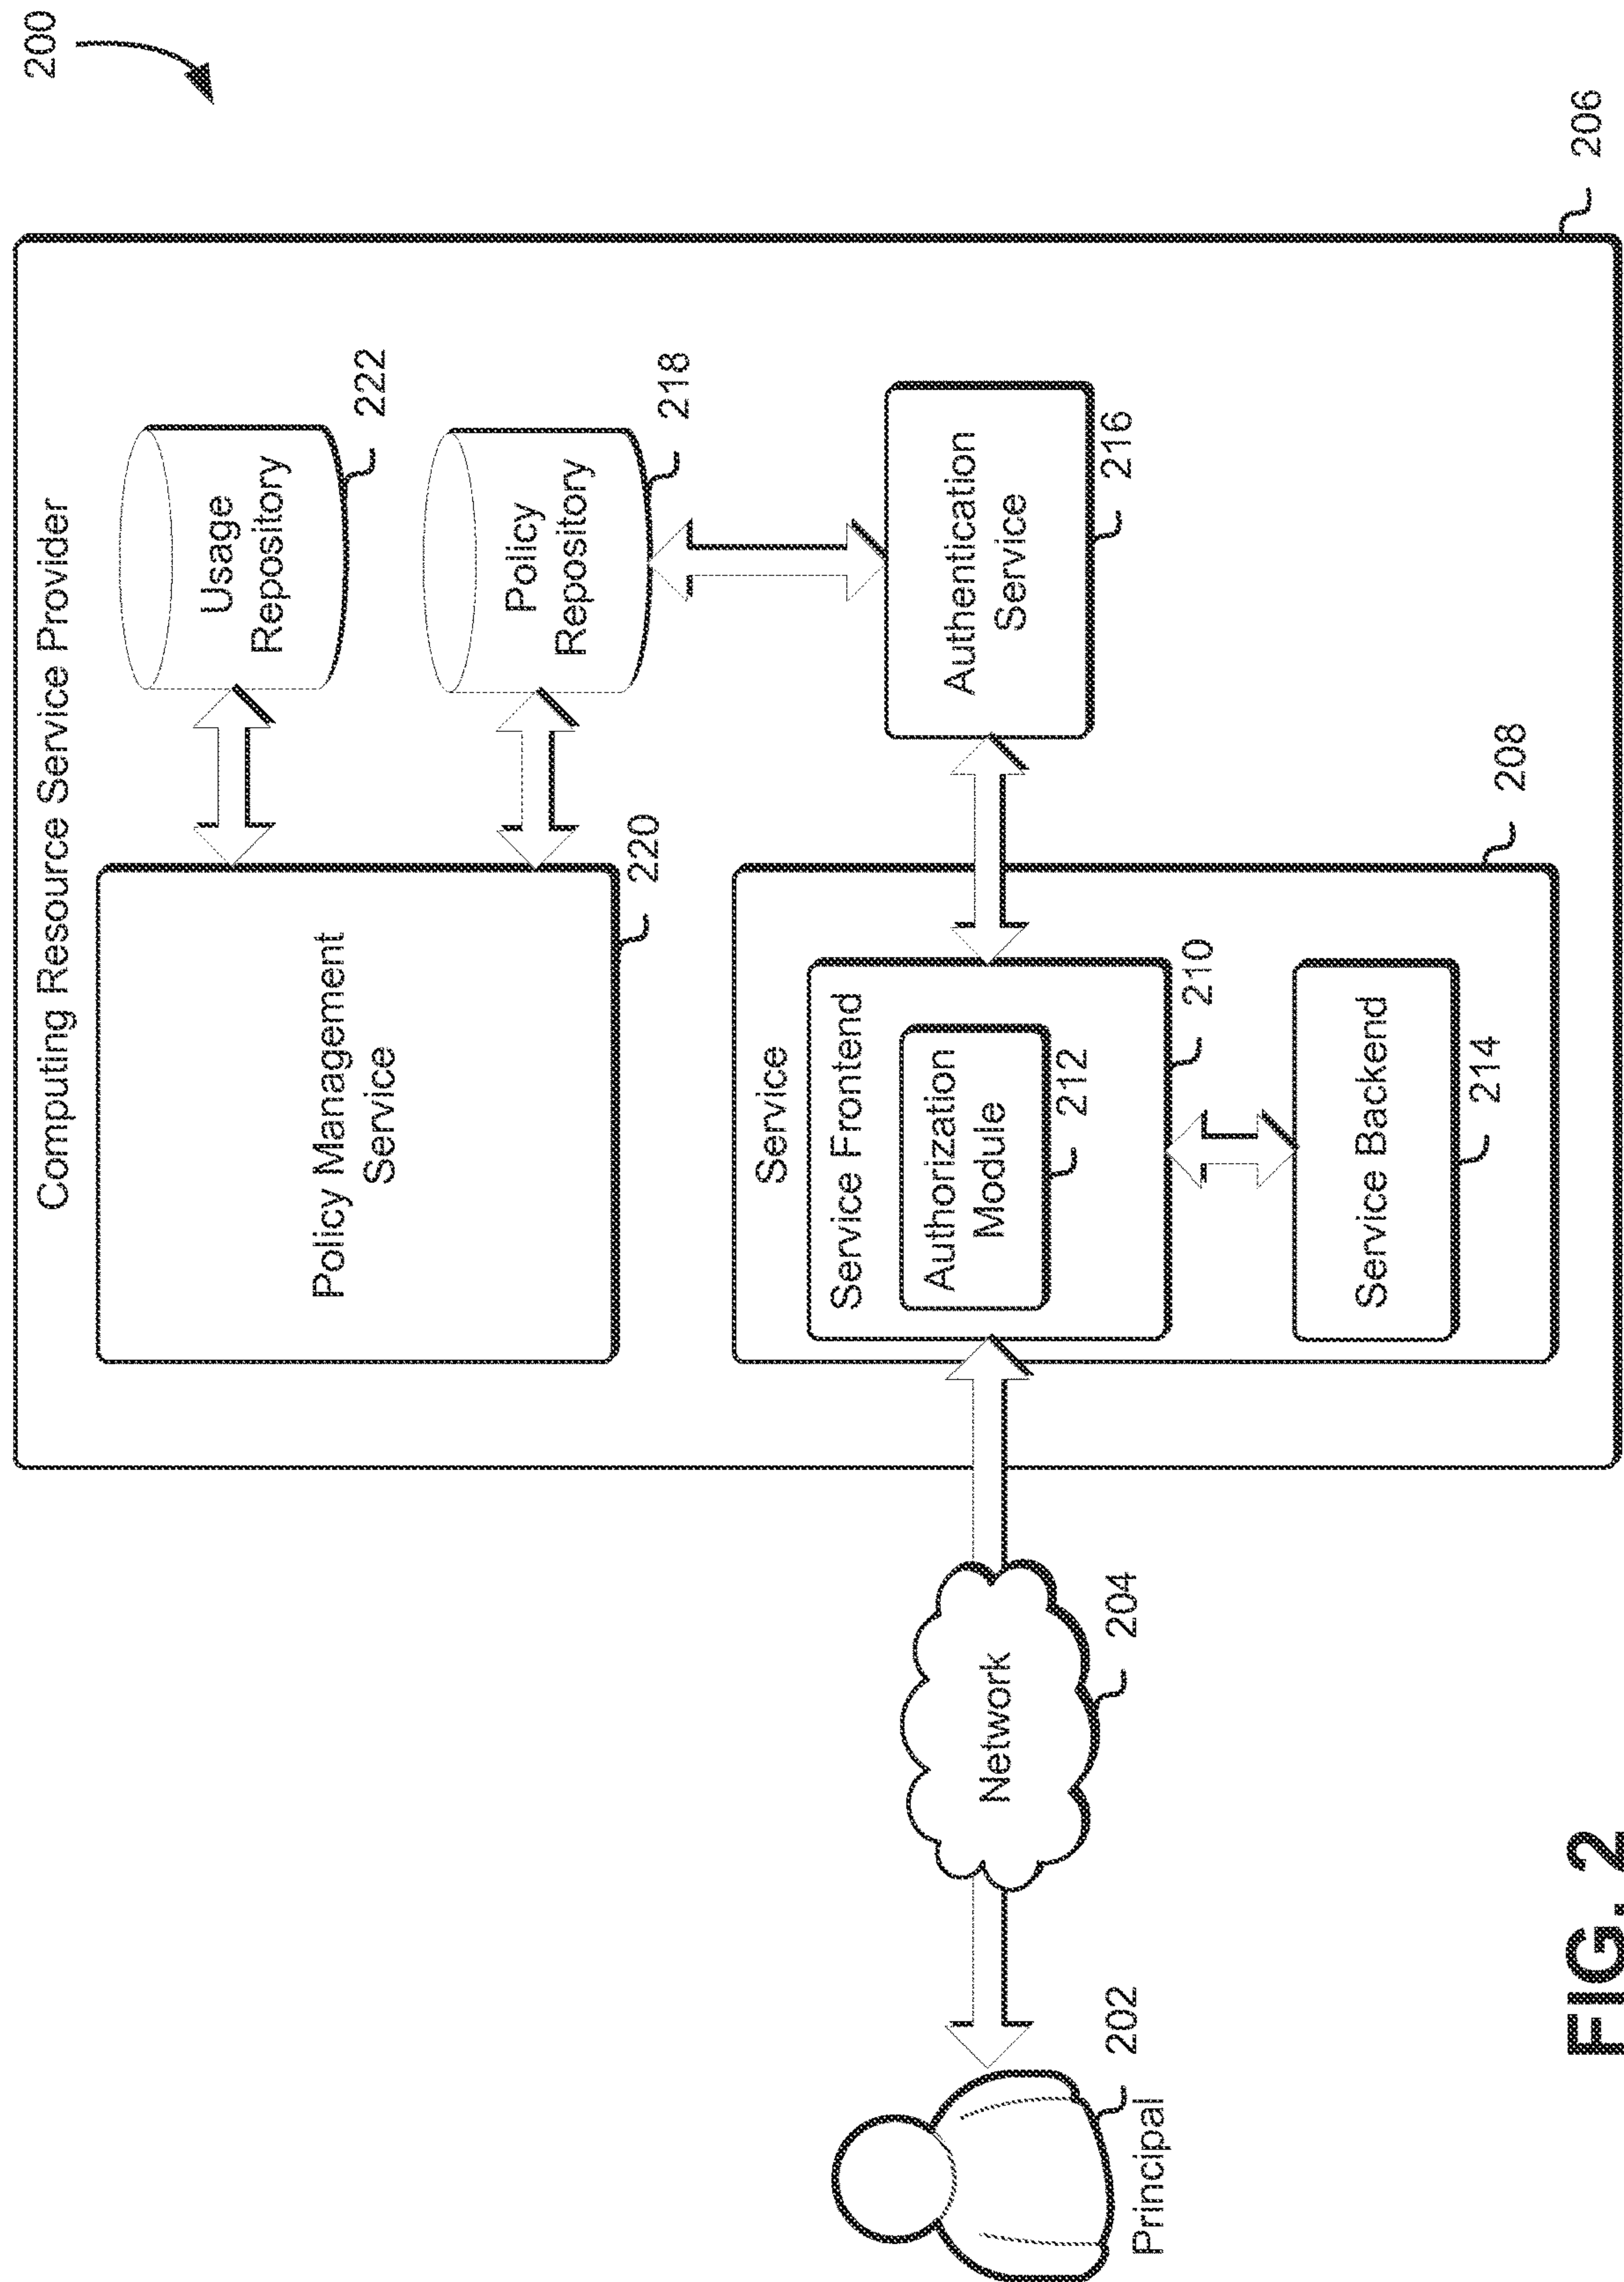 200
Computing Resource Service Provider
Policy Management
Service
220
Usage
Repository
222
Policy
Repository
218
Service
Service Frontend
Authorization
Module
212
210
Service Backend
214
208
Authentication
Service
216
206
Network
204
202
Principal
FIG. 2